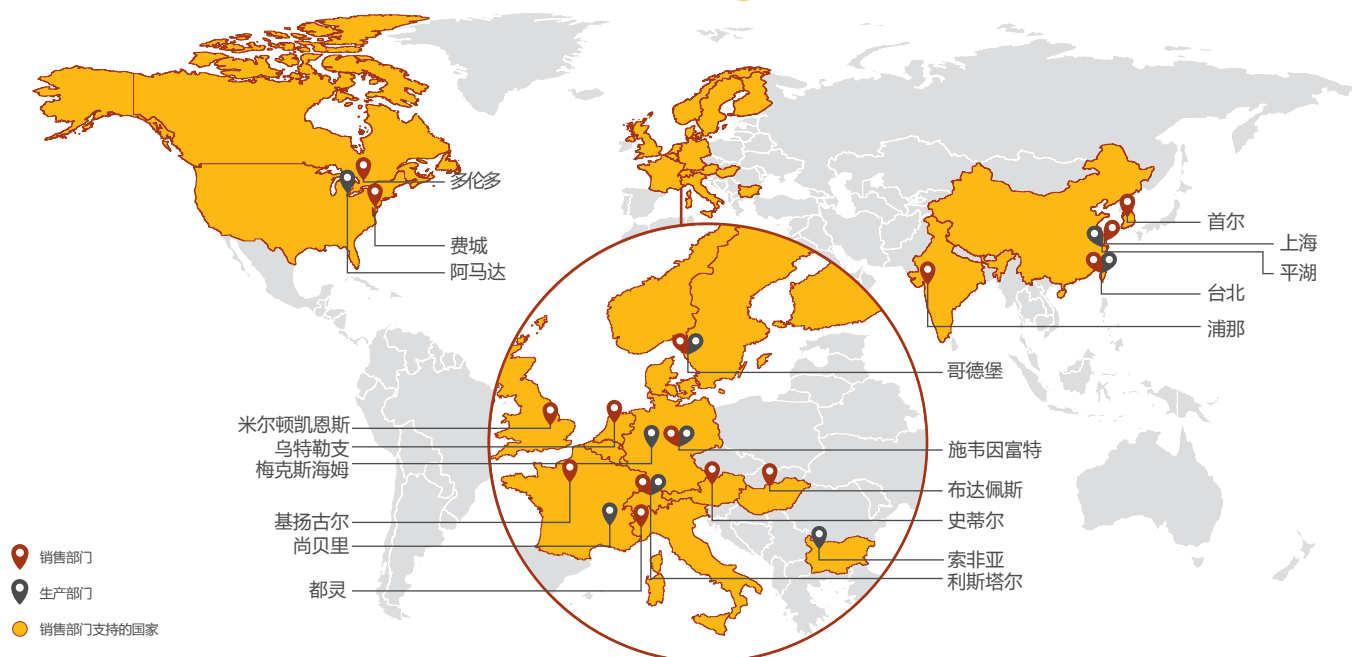 多伦多
费城
阿马达
首尔
上海
平湖
台北
浦那
哥德堡
米尔顿凯恩斯
乌特勒支
梅克斯海姆
施韦因富特
布达佩斯
基扬古尔
史蒂尔
尚贝里
索非亚
利斯塔尔
都灵
销售部门
生产部门
销售部门支持的国家